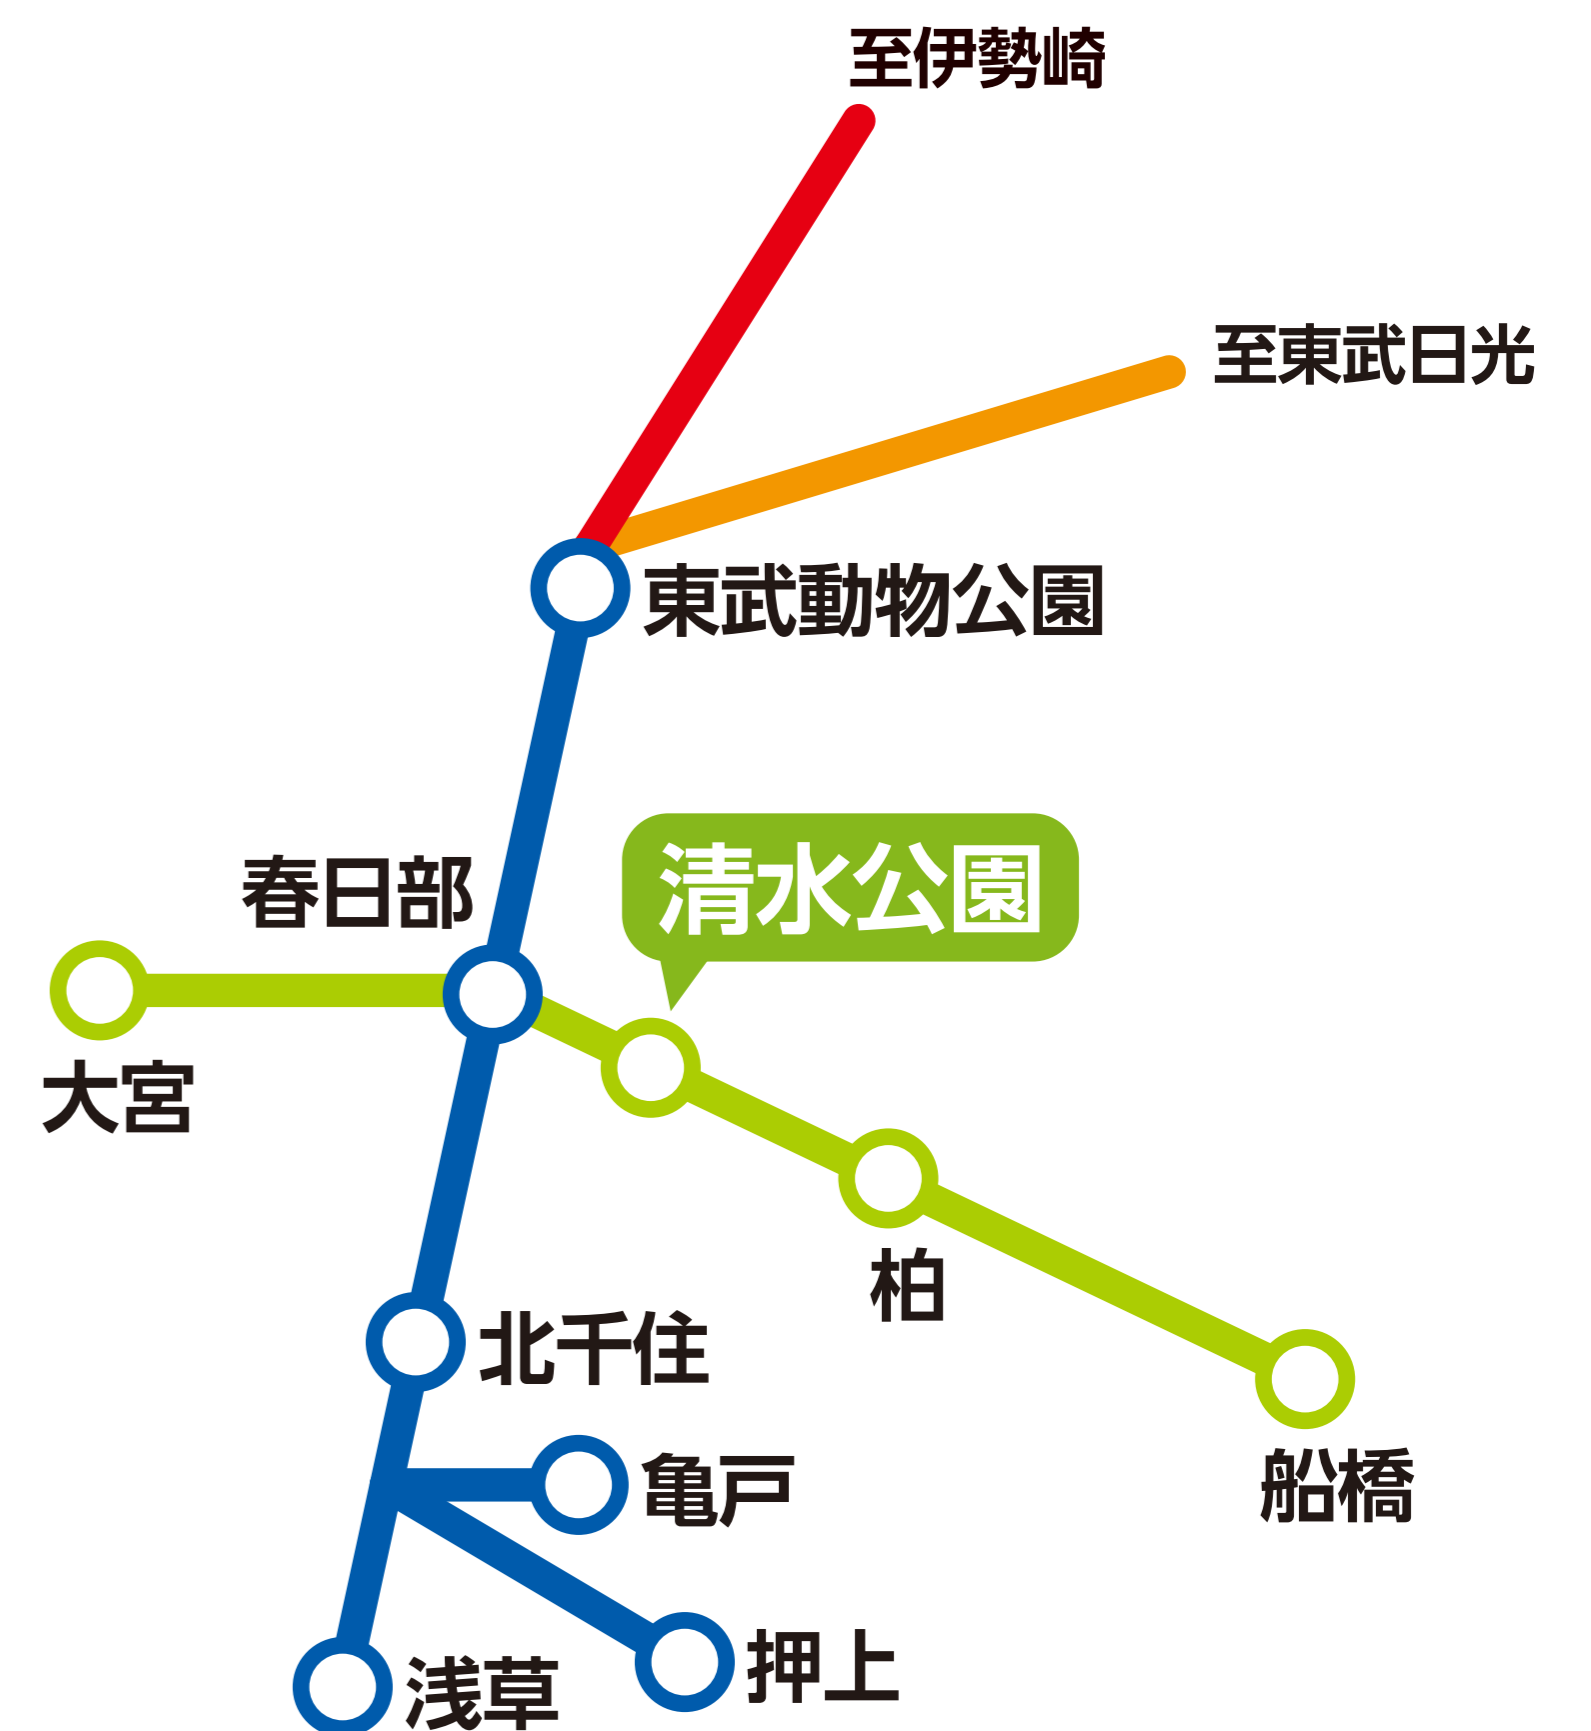 至伊勢崎
至東武日光
東武動物公園
清水公園
春日部
大宮
柏
北千住
船橋
亀戸
押上
浅草